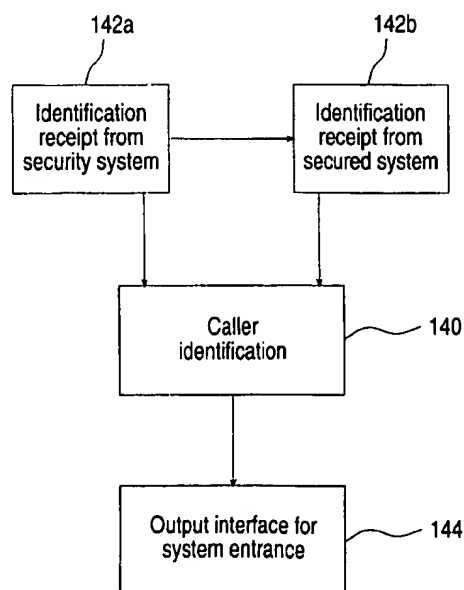 142a
142b
Identification
receipt from
security system
Identification
receipt from
secured system
Caller
identification
140
Output interface for
system entrance
144